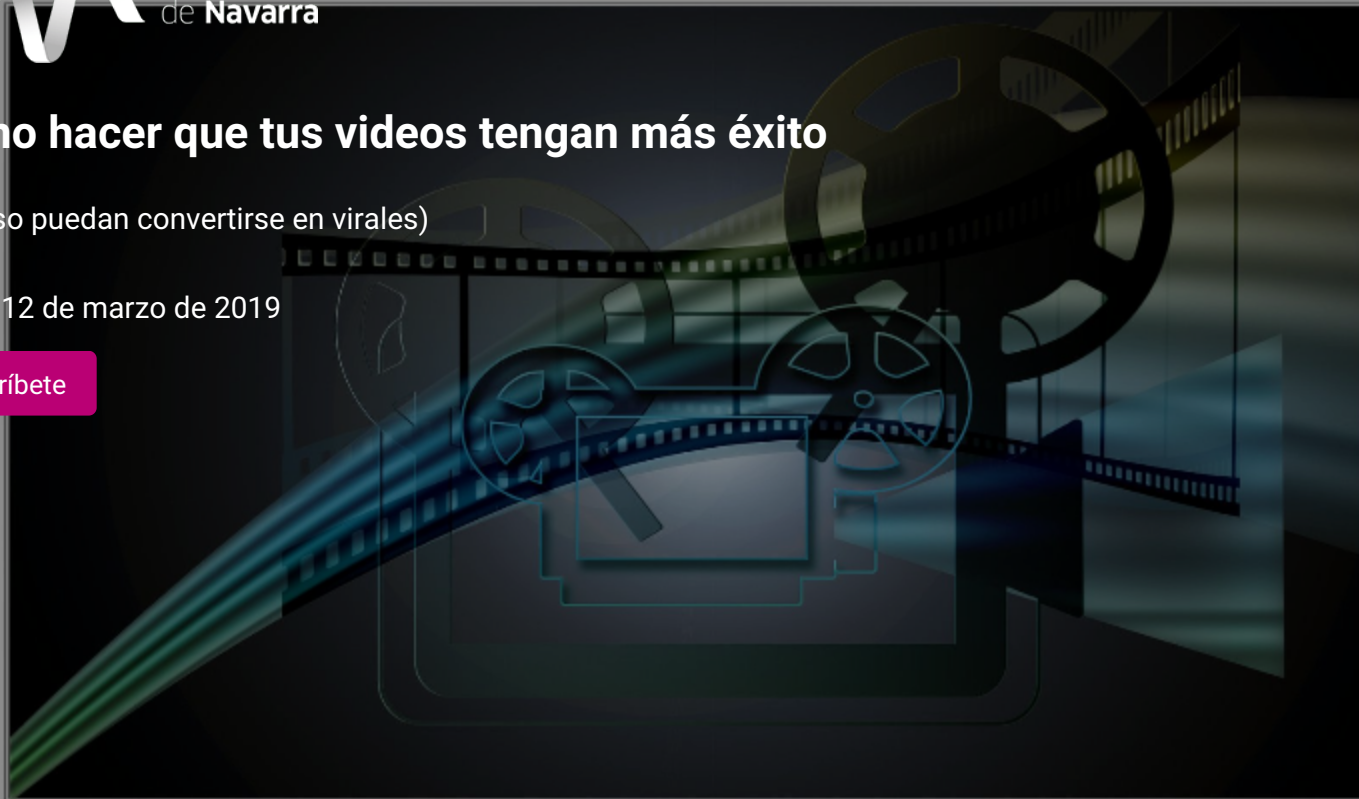 de Navarra
no hacer que tus videos tengan más éxito
so puedan convertirse en virales)
12 de marzo de 2019
ríbete